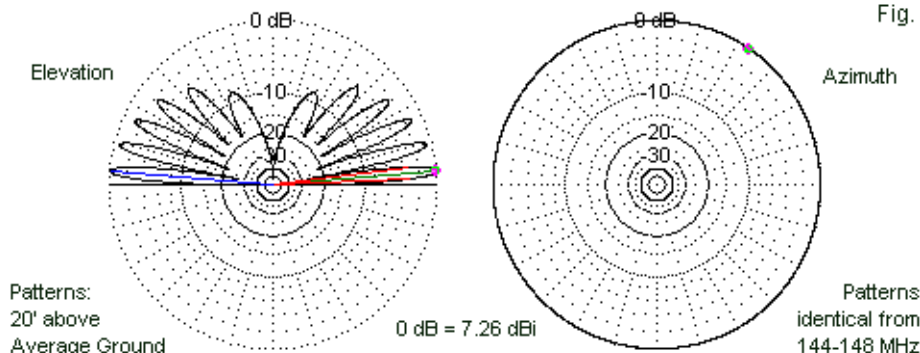 0 dB
0 dB
Fig.
Elevation
Azimuth
-10
-10
20
20
30
30
Patterns:
20' above
Average Ground
0 dB = 7.26 dBi
Patterns
identical from
144-148 MHz